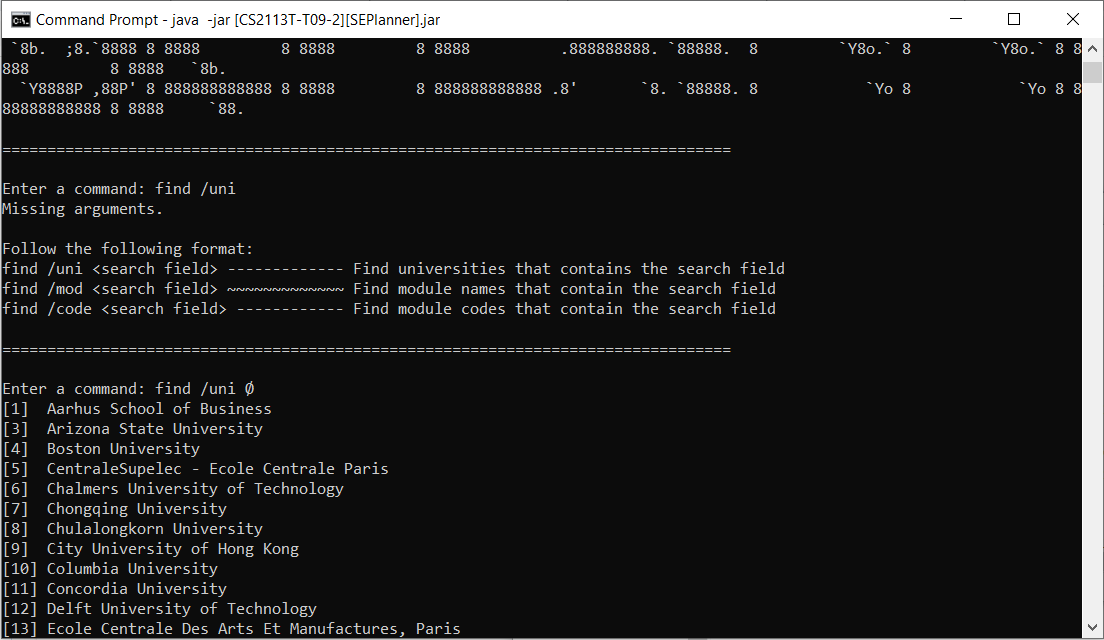 Command Prompt - java  -jar [CS2113T-T09-2][SEPlanner].jar
`8b.  ;8.`8888 8 8888         8 8888         8 8888          .888888888. `88888.  8         `Y8o.` 8         `Y8o.` 8 8
888         8 8888   `8b.
`Y8888P ,88P' 8 888888888888 8 8888         8 888888888888 .8'       `8. `88888. 8            `Yo 8            `Yo 8 8
88888888888 8 8888     `88.
=================================================================================
Enter a command: find /uni
Missing arguments.
Follow the following format:
find /uni <search field> ------------- Find universities that contains the search field
find /mod <search field> ~~~~~~~~~~~~~ Find module names that contain the search field
find /code <search field> ------------ Find module codes that contain the search field
=================================================================================
Enter a command: find /uni Ø
[1]  Aarhus School of Business
[3]  Arizona State University
[4]  Boston University
[5]  CentraleSupelec - Ecole Centrale Paris
[6]  Chalmers University of Technology
[7]  Chongqing University
[8]  Chulalongkorn University
[9]  City University of Hong Kong
[10] Columbia University
[11] Concordia University
[12] Delft University of Technology
[13] Ecole Centrale Des Arts Et Manufactures, Paris